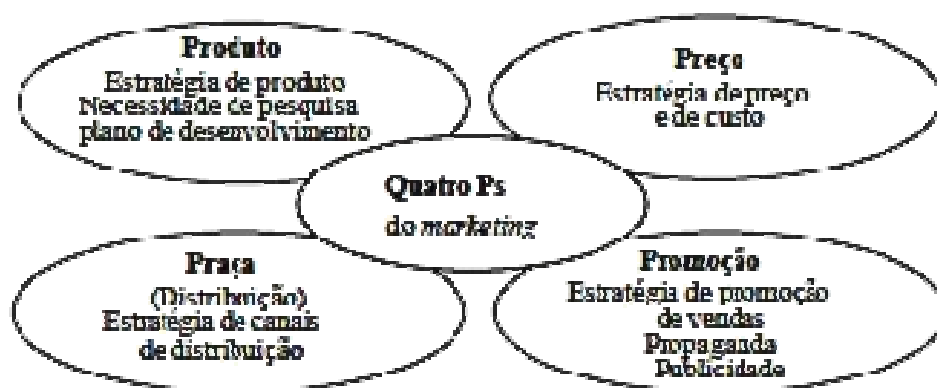 Produto
Estratégia de produto
Necessidade de pesquisa
plano de desenvolvimento
Preço
Estratégia de preço
e de custo
Quatro Ps
do marketing
Praça
(Distribuição)
Estratégia de canais
de distribuição
Promoção
Estratégia de promoção
de vendas
Propaganda
Publicidade